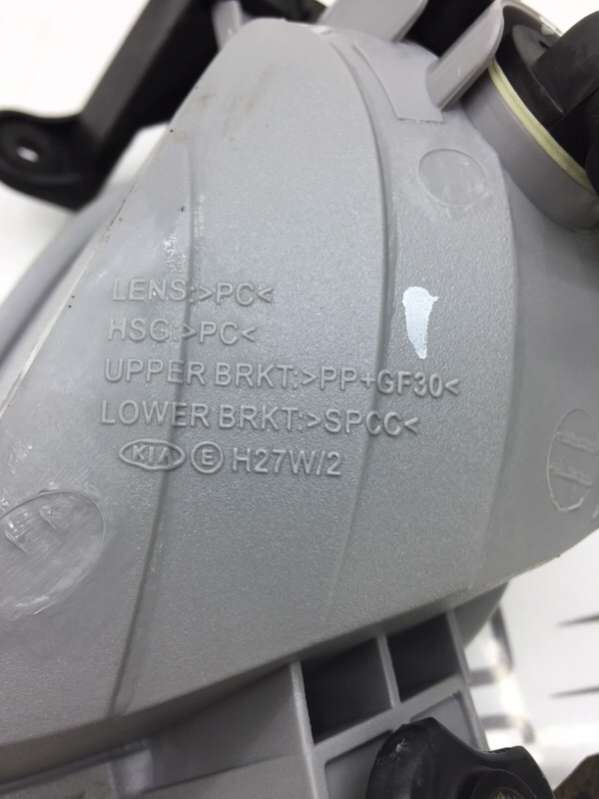 LENS:>PC<
HSG:>PC<
UPPER BRKT:>PP+GF30<
LOWER BRKT:>SPCC<
KIA E H27W/2